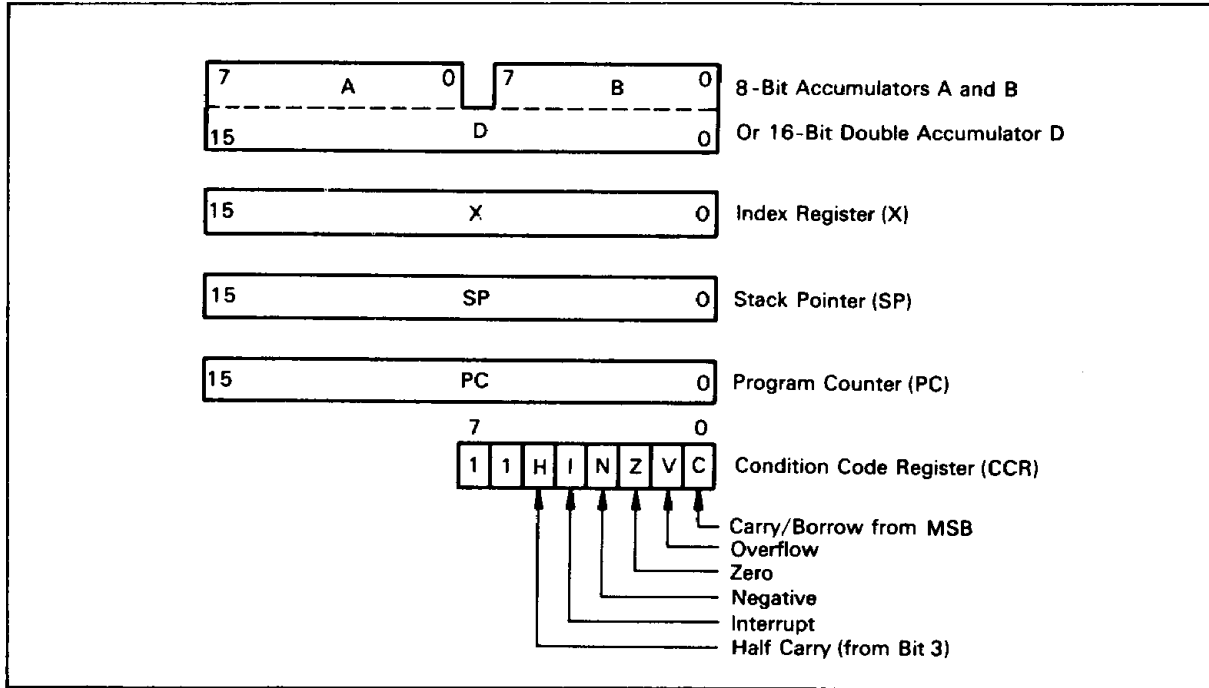 7 A 0 7 B 0 8-Bit Accumulators A and B
15 D 0 Or 16-Bit Double Accumulator D
15 X 0 Index Register (X)
15 SP 0 Stack Pointer (SP)
15 PC 0 Program Counter (PC)
7 0
1 1 H I N Z V C Condition Code Register (CCR)
Carry/Borrow from MSB
Overflow
Zero
Negative
Interrupt
Half Carry (from Bit 3)